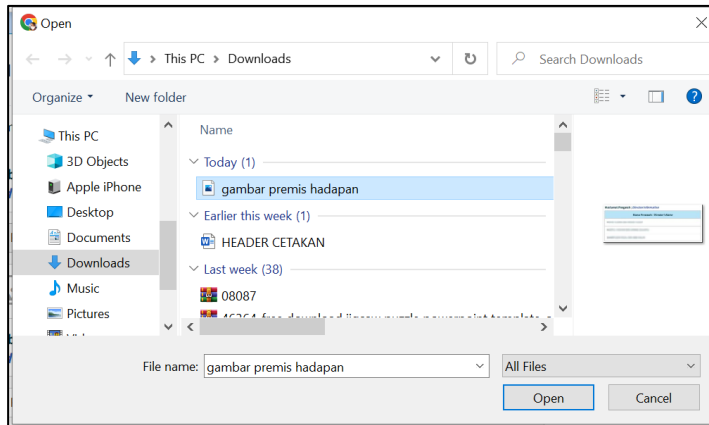 Open
This PC > Downloads
Search Downloads
Organize
New folder
This PC
3D Objects
Apple iPhone
Desktop
Documents
Downloads
Music
Pictures
Name
Today (1)
gambar premis hadapan
Earlier this week (1)
HEADER CETAKAN
Last week (38)
08087
File name: gambar premis hadapan
All Files
Open
Cancel